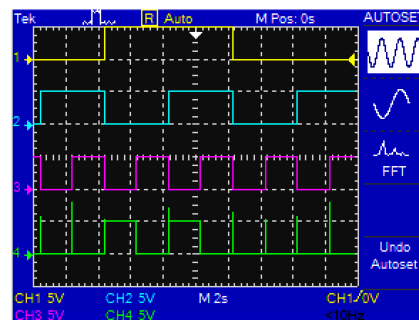 Tek R Auto M Pos: 0s AUTOSET
1
2
3
FFT
4
Undo
Autoset
CH1 5V CH2 5V M 2s CH1/0V
CH3 5V CH4 5V <10Hz